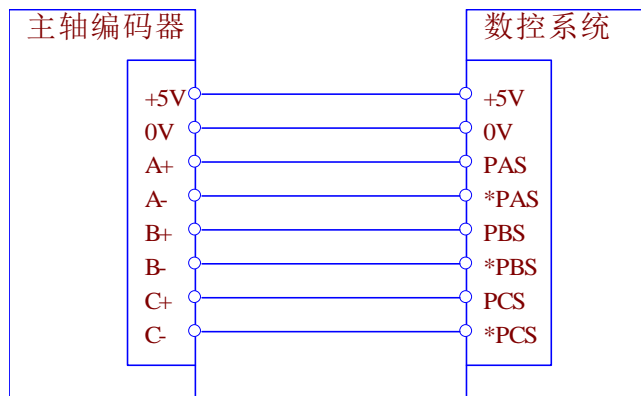 主轴编码器 数控系统
+5V +5V
0V 0V
A+ PAS
A- *PAS
B+ PBS
B- *PBS
C+ PCS
C- *PCS